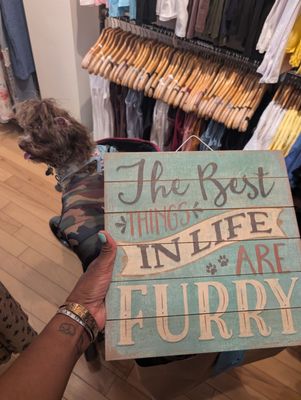 The Best
THINGS
IN LIFE
ARE
FURRY